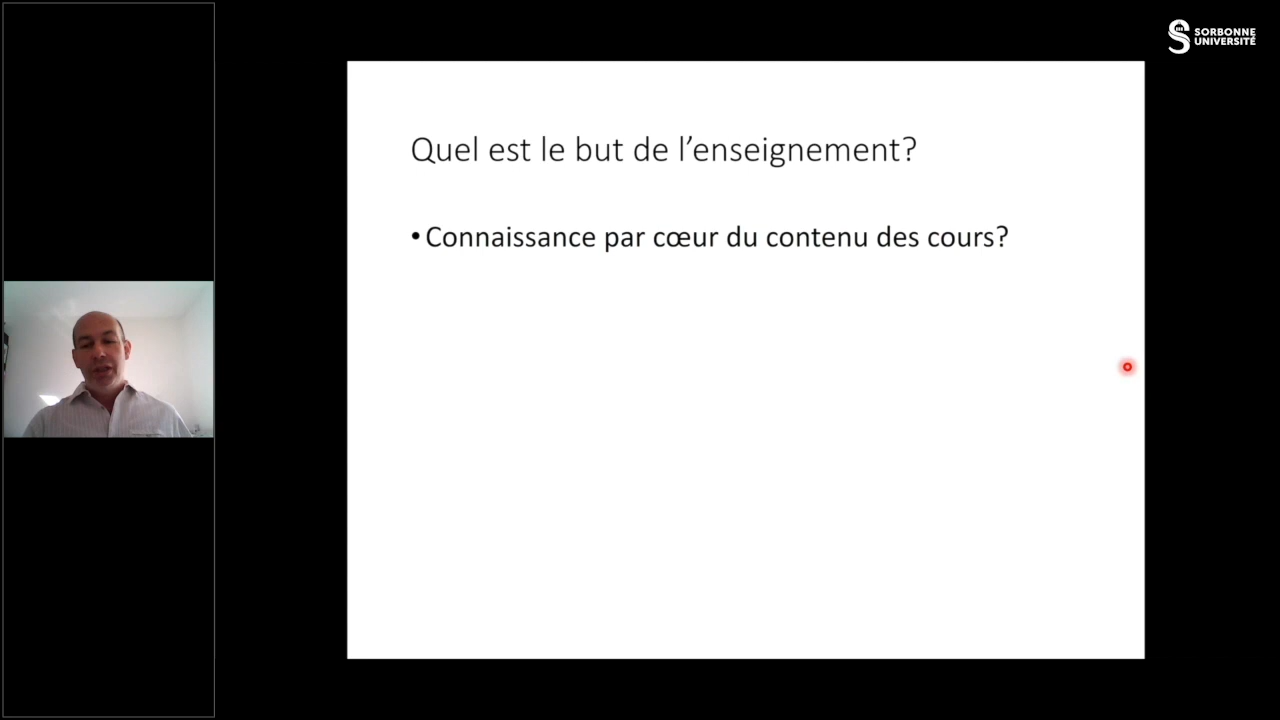 SORBONNE
UNIVERSITÉ
Quel est le but de l’enseignement?
• Connaissance par cœur du contenu des cours?